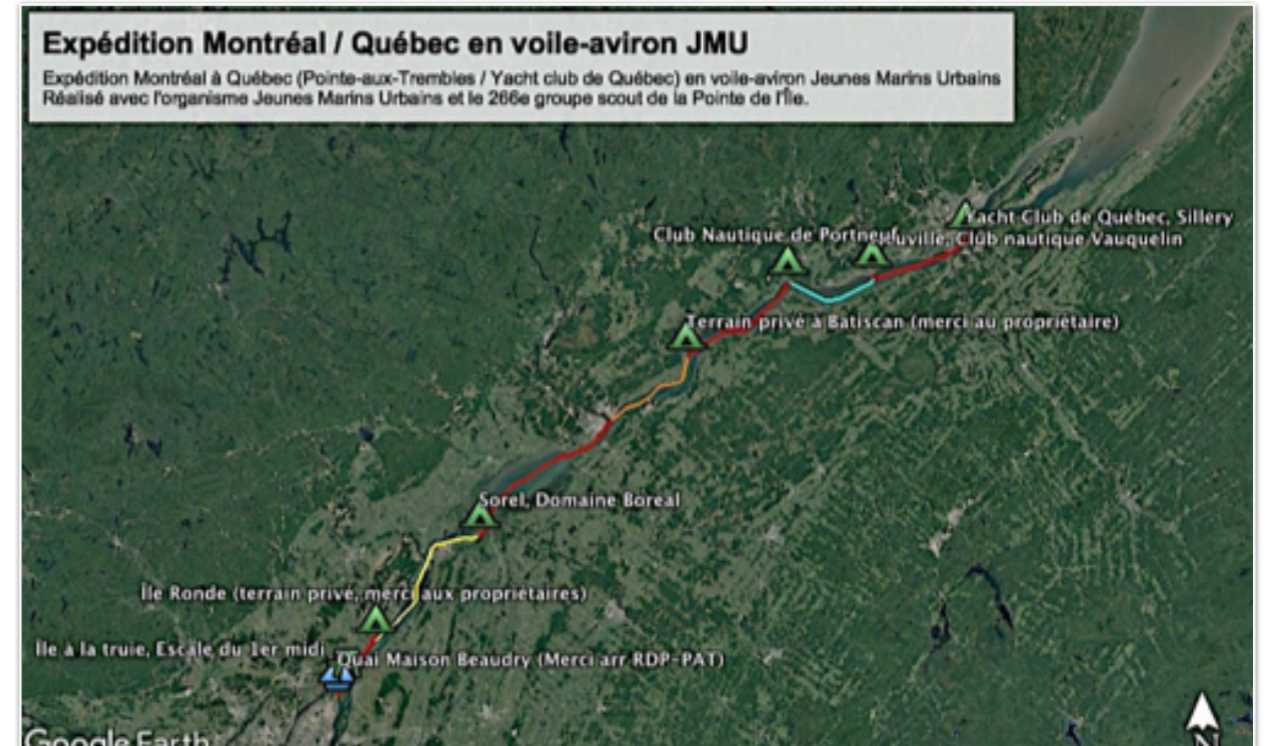 Expédition Montréal / Québec en voile-aviron JMU
Expédition Montréal à Québec (Pointe-aux-Trembles / Yacht club de Québec) en voile-aviron Jeunes Marins Urbains
Réalisé avec l'organisme Jeunes Marins Urbains et le 266e groupe scout de la Pointe de l'Île.
Yacht Club de Québec, Sillery
Club Nautique de Portneuf
euville, Club nautique Vauquelin
Terrain privé à Batiscan (merci au propriétaire)
Sorel, Domaine Boreal
Île Ronde (terrain privé, merci aux propriétaires)
Île à la truie, Escale du 1er midi
Quai Maison Beaudry (Merci arr RDP-PAT)
Google Earth
N